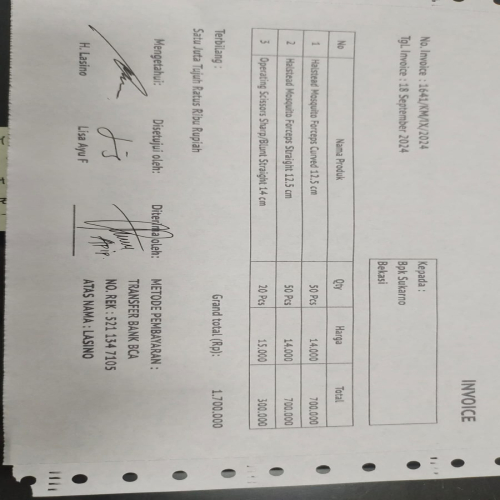 INVOICE
No. Invoice : 1641/KM/IX/2024
Tgl. Invoice : 18 September 2024
Kepada :
Bpk Sukarno
Bekasi
No Nama Produk Qty Harga Total
1 Halstead Mosquito Forceps Curved 12.5 cm 50 Pcs 14.000 700.000
2 Halstead Mosquito Forceps Straight 12.5 cm 50 Pcs 14.000 700.000
3 Operating Scissors Sharp/Blunt Straight 14 cm 20 Pcs 15.000 300.000
Grand total (Rp): 1.700.000
Terbilang :
Satu Juta Tujuh Ratus Ribu Rupiah
Mengetahui: Disetujui oleh: Diterima oleh:
H. Lasino Lisa Ayu F
METODE PEMBAYARAN :
TRANSFER BANK BCA
NO. REK : 521 134 7105
ATAS NAMA : LASINO